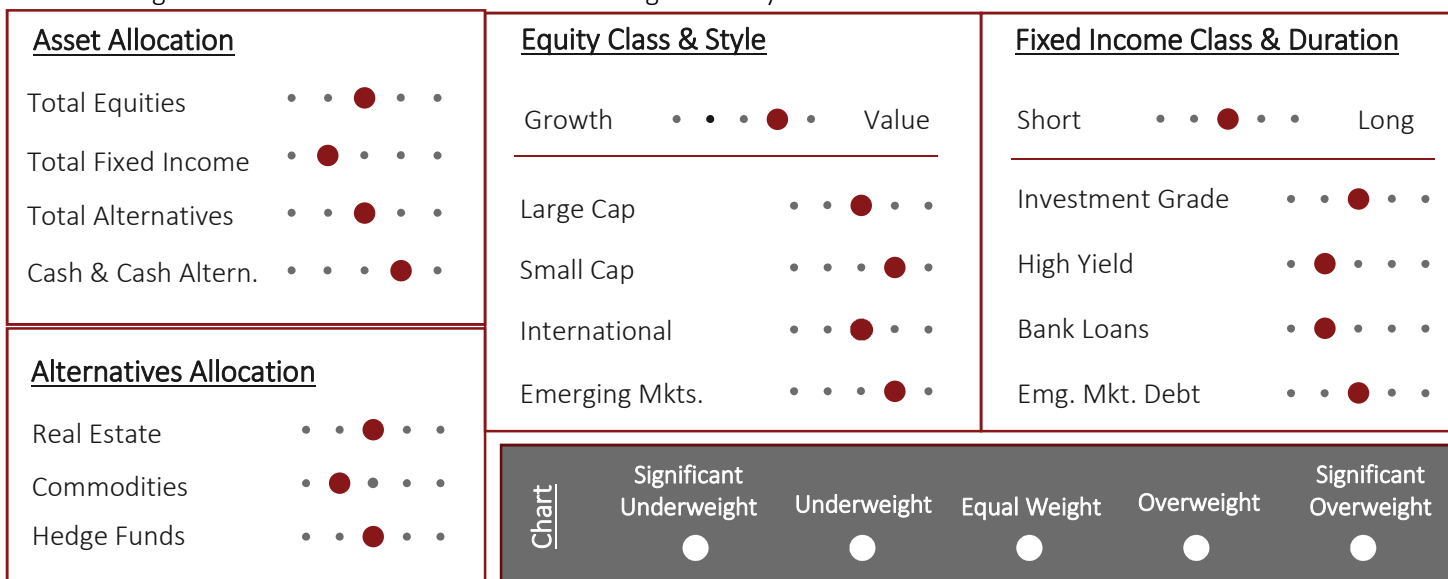 Asset Allocation
Total Equities
Total Fixed Income
Total Alternatives
Cash & Cash Altern.
Alternatives Allocation
Real Estate
Commodities
Hedge Funds
Equity Class & Style
Growth Value
Large Cap
Small Cap
International
Emerging Mkts.
Fixed Income Class & Duration
Short Long
Investment Grade
High Yield
Bank Loans
Emg. Mkt. Debt
Chart
Significant
Underweight
Underweight
Equal Weight
Overweight
Significant
Overweight